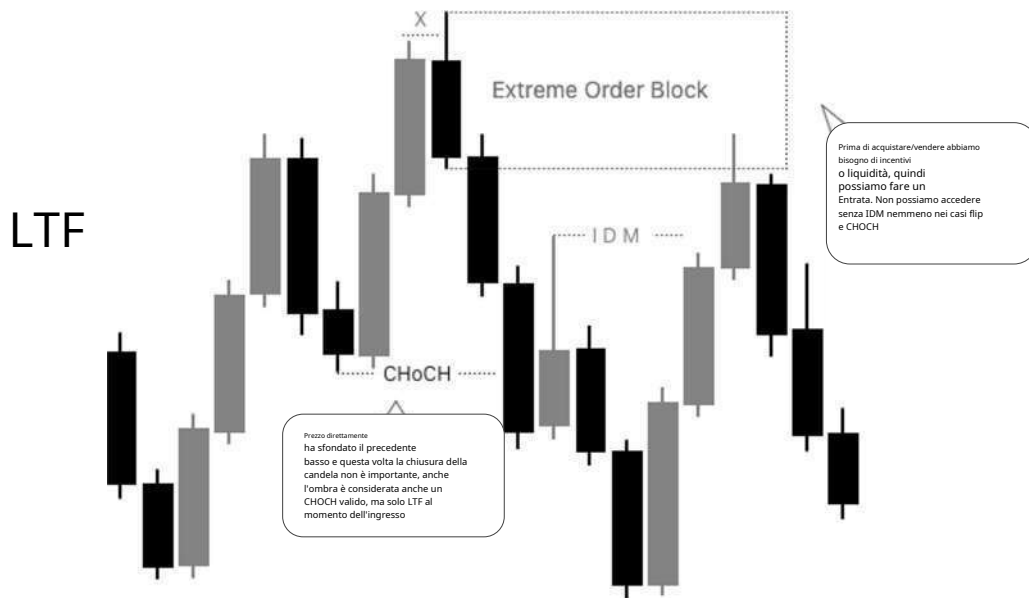 X
Extreme Order Block
Prima di acquistare/vendere abbiamo
bisogno di incentivi
o liquidità, quindi
possiamo fare un
Entrata. Non possiamo accedere
senza IDM nemmeno nei casi flip
e CHOCH
LTF
IDM
CHoCH
Prezzo direttamente
ha sfondato il precedente
basso e questa volta la chiusura della
candela non è importante, anche
l'ombra è considerata anche un
CHOCH valido, ma solo LTF al
momento dell'ingresso